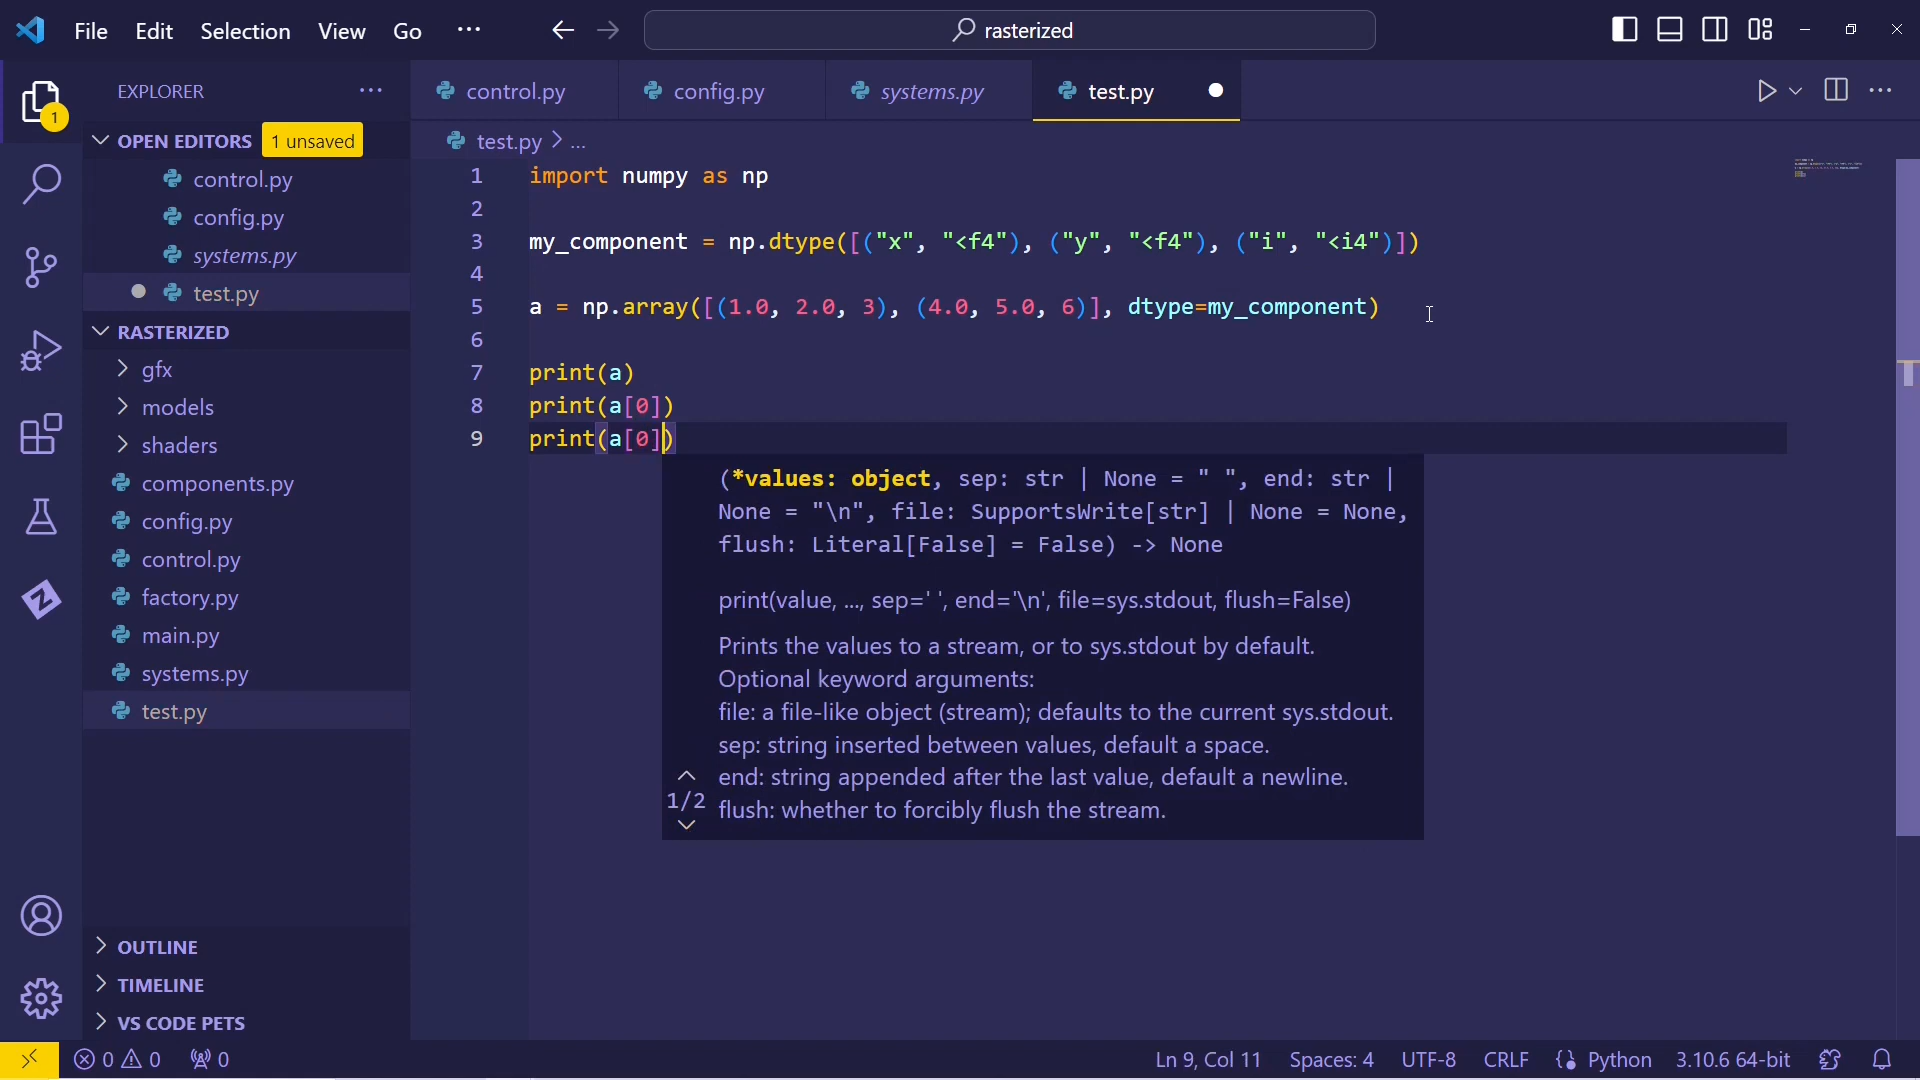 File Edit Selection View Go ··· rasterized
EXPLORER ···
OPEN EDITORS 1 unsaved
control.py
config.py
systems.py
test.py
RASTERIZED
gfx
models
shaders
components.py
config.py
control.py
factory.py
main.py
systems.py
test.py
OUTLINE
TIMELINE
VS CODE PETS
control.py config.py systems.py test.py
test.py > ...
1 import numpy as np
2
3 my_component = np.dtype([("x", "<f4"), ("y", "<f4"), ("i", "<i4")])
4
5 a = np.array([(1.0, 2.0, 3), (4.0, 5.0, 6)], dtype=my_component)
6
7 print(a)
8 print(a[0])
9 print(a[0])
(*values: object, sep: str | None = " ", end: str |
None = "\n", file: SupportsWrite[str] | None = None,
flush: Literal[False] = False) -> None
print(value, ..., sep=' ', end='\n', file=sys.stdout, flush=False)
Prints the values to a stream, or to sys.stdout by default.
Optional keyword arguments:
file: a file-like object (stream); defaults to the current sys.stdout.
sep: string inserted between values, default a space.
end: string appended after the last value, default a newline.
1/2
flush: whether to forcibly flush the stream.
1
0 0 0 Ln 9, Col 11 Spaces: 4 UTF-8 CRLF Python 3.10.6 64-bit